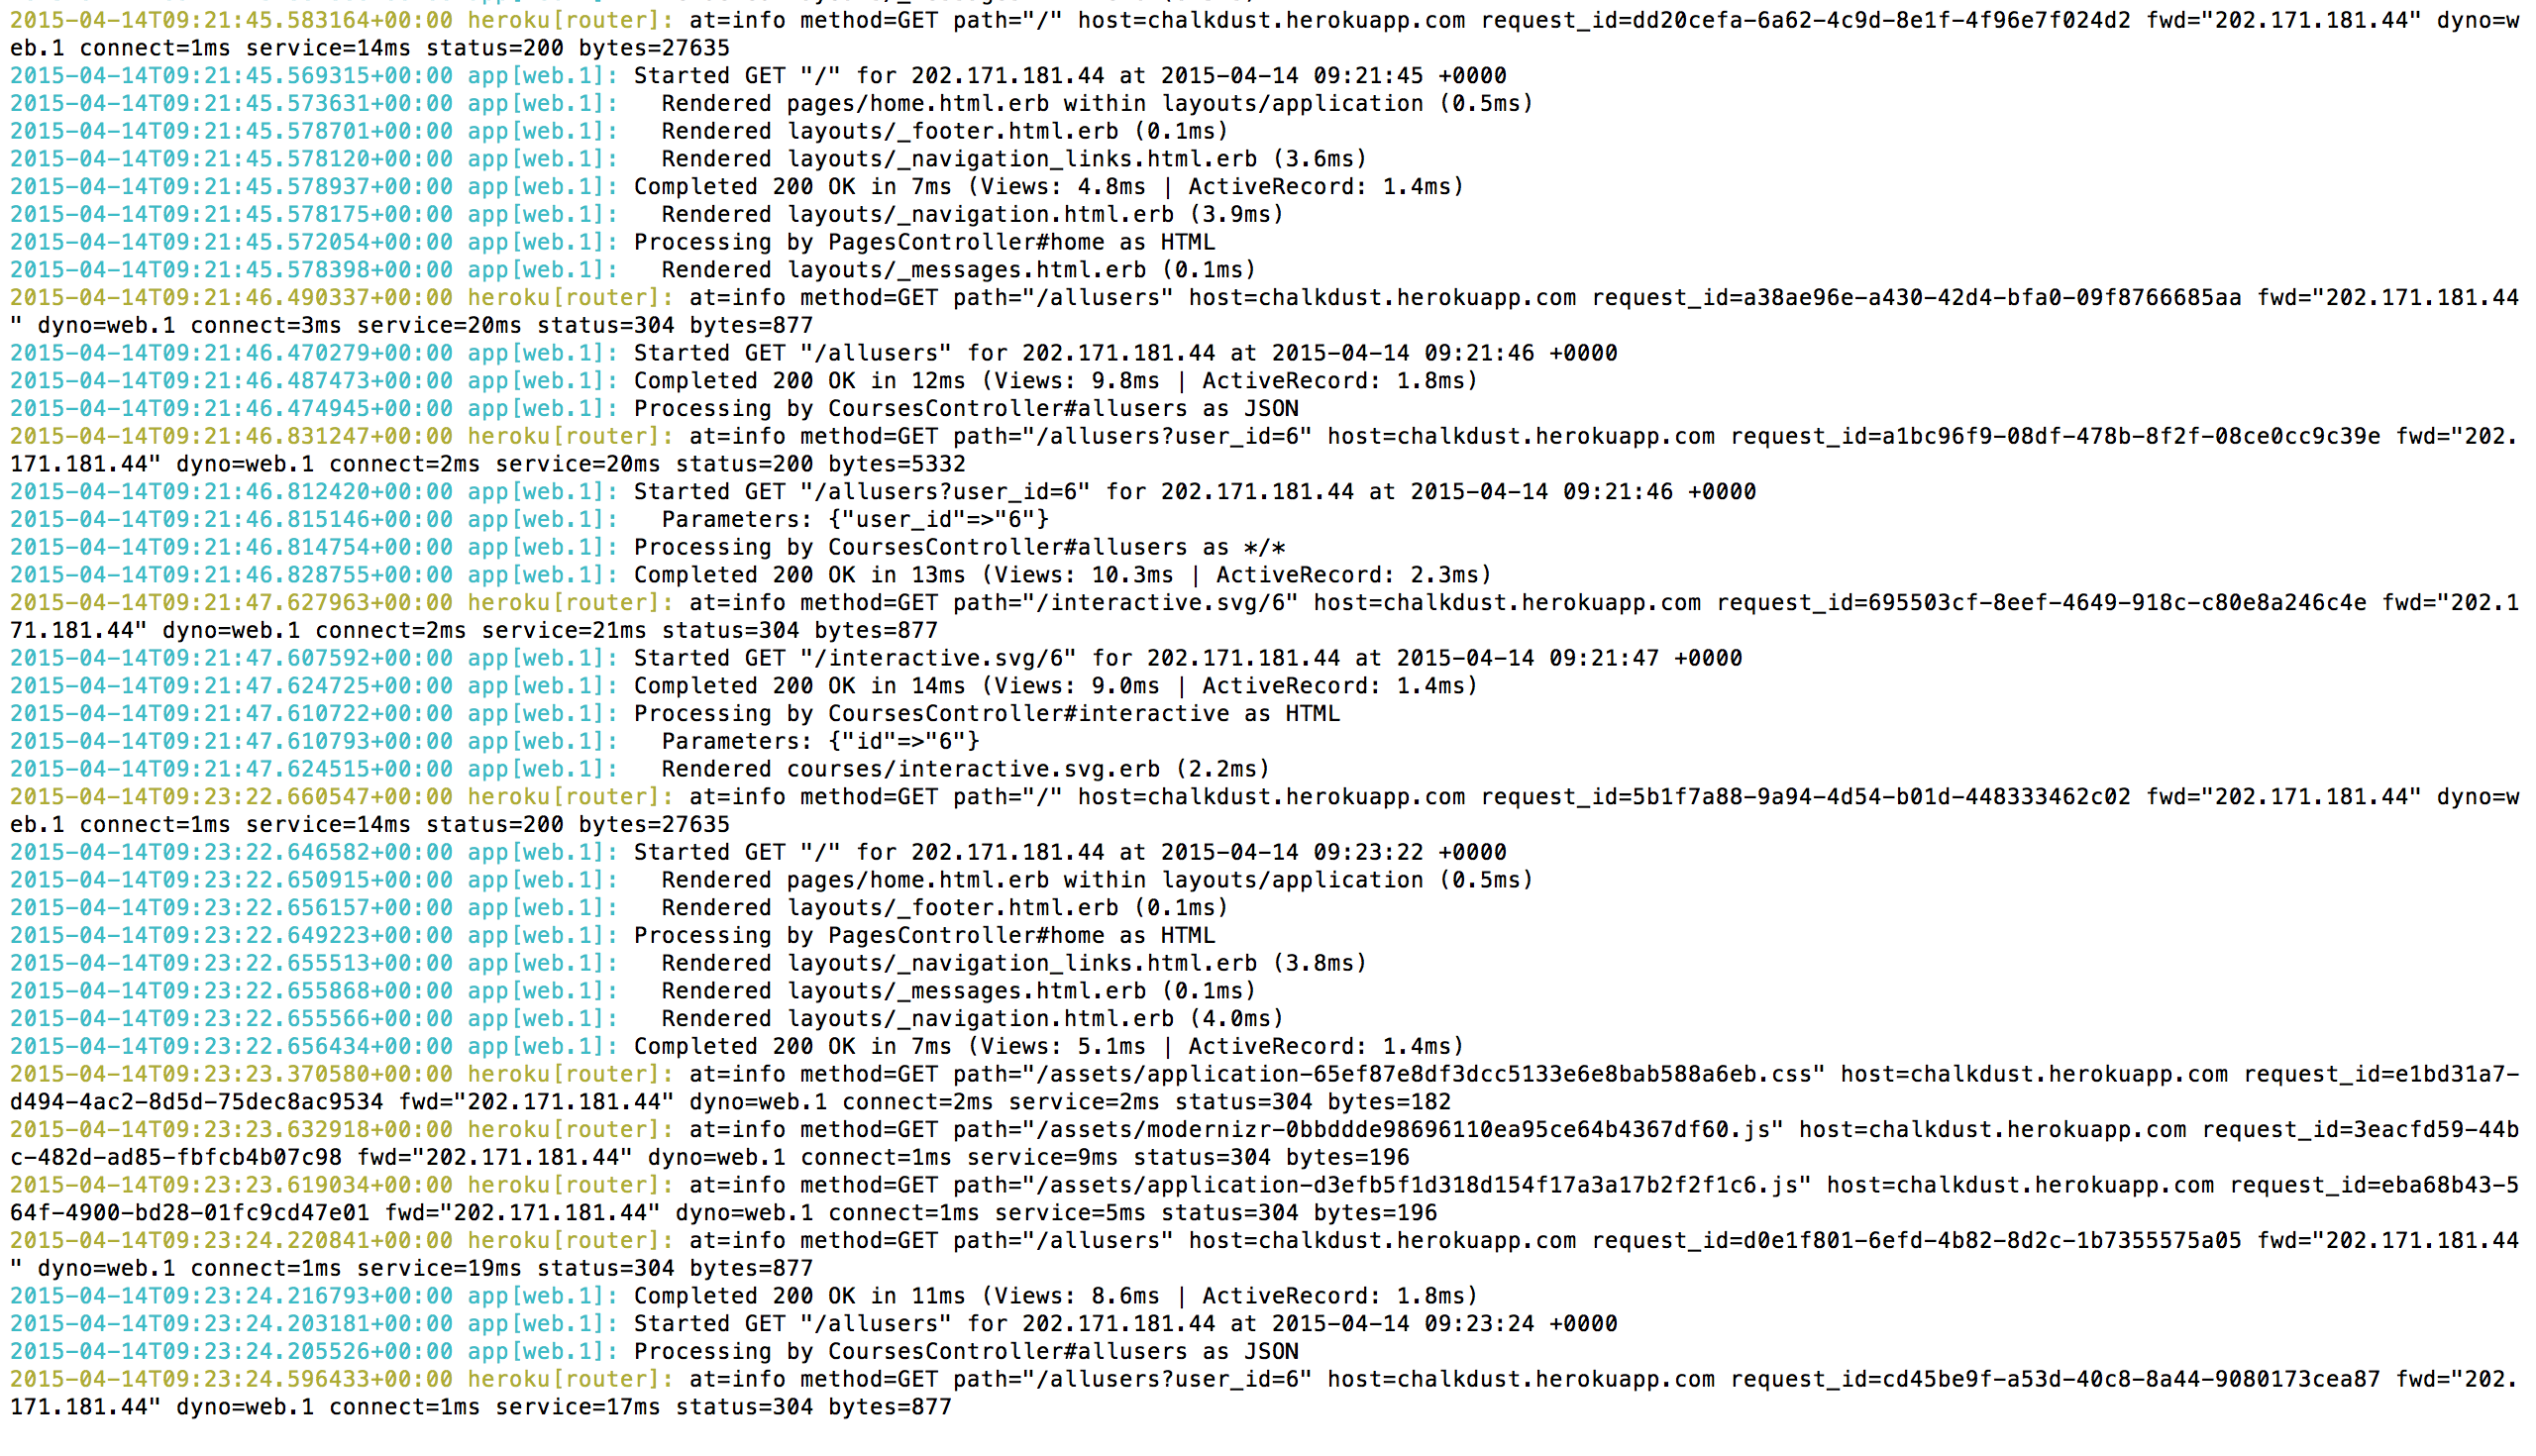 2015-04-14T09:21:45.583164+00:00 heroku[router]: at=info method=GET path="/" host=chalkdust.herokuapp.com request_id=dd20cefa-6a62-4c9d-8e1f-4f96e7f024d2 fwd="202.171.181.44" dyno=w
eb.1 connect=1ms service=14ms status=200 bytes=27635
2015-04-14T09:21:45.569315+00:00 app[web.1]: Started GET "/" for 202.171.181.44 at 2015-04-14 09:21:45 +0000
2015-04-14T09:21:45.573631+00:00 app[web.1]:   Rendered pages/home.html.erb within layouts/application (0.5ms)
2015-04-14T09:21:45.578701+00:00 app[web.1]:   Rendered layouts/_footer.html.erb (0.1ms)
2015-04-14T09:21:45.578120+00:00 app[web.1]:   Rendered layouts/_navigation_links.html.erb (3.6ms)
2015-04-14T09:21:45.578937+00:00 app[web.1]: Completed 200 OK in 7ms (Views: 4.8ms | ActiveRecord: 1.4ms)
2015-04-14T09:21:45.578175+00:00 app[web.1]:   Rendered layouts/_navigation.html.erb (3.9ms)
2015-04-14T09:21:45.572054+00:00 app[web.1]: Processing by PagesController#home as HTML
2015-04-14T09:21:45.578398+00:00 app[web.1]:   Rendered layouts/_messages.html.erb (0.1ms)
2015-04-14T09:21:46.490337+00:00 heroku[router]: at=info method=GET path="/allusers" host=chalkdust.herokuapp.com request_id=a38ae96e-a430-42d4-bfa0-09f8766685aa fwd="202.171.181.44
" dyno=web.1 connect=3ms service=20ms status=304 bytes=877
2015-04-14T09:21:46.470279+00:00 app[web.1]: Started GET "/allusers" for 202.171.181.44 at 2015-04-14 09:21:46 +0000
2015-04-14T09:21:46.487473+00:00 app[web.1]: Completed 200 OK in 12ms (Views: 9.8ms | ActiveRecord: 1.8ms)
2015-04-14T09:21:46.474945+00:00 app[web.1]: Processing by CoursesController#allusers as JSON
2015-04-14T09:21:46.831247+00:00 heroku[router]: at=info method=GET path="/allusers?user_id=6" host=chalkdust.herokuapp.com request_id=a1bc96f9-08df-478b-8f2f-08ce0cc9c39e fwd="202.
171.181.44" dyno=web.1 connect=2ms service=20ms status=200 bytes=5332
2015-04-14T09:21:46.812420+00:00 app[web.1]: Started GET "/allusers?user_id=6" for 202.171.181.44 at 2015-04-14 09:21:46 +0000
2015-04-14T09:21:46.815146+00:00 app[web.1]:   Parameters: {"user_id"=>"6"}
2015-04-14T09:21:46.814754+00:00 app[web.1]: Processing by CoursesController#allusers as */*
2015-04-14T09:21:46.828755+00:00 app[web.1]: Completed 200 OK in 13ms (Views: 10.3ms | ActiveRecord: 2.3ms)
2015-04-14T09:21:47.627963+00:00 heroku[router]: at=info method=GET path="/interactive.svg/6" host=chalkdust.herokuapp.com request_id=695503cf-8eef-4649-918c-c80e8a246c4e fwd="202.1
71.181.44" dyno=web.1 connect=2ms service=21ms status=304 bytes=877
2015-04-14T09:21:47.607592+00:00 app[web.1]: Started GET "/interactive.svg/6" for 202.171.181.44 at 2015-04-14 09:21:47 +0000
2015-04-14T09:21:47.624725+00:00 app[web.1]: Completed 200 OK in 14ms (Views: 9.0ms | ActiveRecord: 1.4ms)
2015-04-14T09:21:47.610722+00:00 app[web.1]: Processing by CoursesController#interactive as HTML
2015-04-14T09:21:47.610793+00:00 app[web.1]:   Parameters: {"id"=>"6"}
2015-04-14T09:21:47.624515+00:00 app[web.1]:   Rendered courses/interactive.svg.erb (2.2ms)
2015-04-14T09:23:22.660547+00:00 heroku[router]: at=info method=GET path="/" host=chalkdust.herokuapp.com request_id=5b1f7a88-9a94-4d54-b01d-448333462c02 fwd="202.171.181.44" dyno=w
eb.1 connect=1ms service=14ms status=200 bytes=27635
2015-04-14T09:23:22.646582+00:00 app[web.1]: Started GET "/" for 202.171.181.44 at 2015-04-14 09:23:22 +0000
2015-04-14T09:23:22.650915+00:00 app[web.1]:   Rendered pages/home.html.erb within layouts/application (0.5ms)
2015-04-14T09:23:22.656157+00:00 app[web.1]:   Rendered layouts/_footer.html.erb (0.1ms)
2015-04-14T09:23:22.649223+00:00 app[web.1]: Processing by PagesController#home as HTML
2015-04-14T09:23:22.655513+00:00 app[web.1]:   Rendered layouts/_navigation_links.html.erb (3.8ms)
2015-04-14T09:23:22.655868+00:00 app[web.1]:   Rendered layouts/_messages.html.erb (0.1ms)
2015-04-14T09:23:22.655566+00:00 app[web.1]:   Rendered layouts/_navigation.html.erb (4.0ms)
2015-04-14T09:23:22.656434+00:00 app[web.1]: Completed 200 OK in 7ms (Views: 5.1ms | ActiveRecord: 1.4ms)
2015-04-14T09:23:23.370580+00:00 heroku[router]: at=info method=GET path="/assets/application-65ef87e8df3dcc5133e6e8bab588a6eb.css" host=chalkdust.herokuapp.com request_id=e1bd31a7-
d494-4ac2-8d5d-75dec8ac9534 fwd="202.171.181.44" dyno=web.1 connect=2ms service=2ms status=304 bytes=182
2015-04-14T09:23:23.632918+00:00 heroku[router]: at=info method=GET path="/assets/modernizr-0bbddde98696110ea95ce64b4367df60.js" host=chalkdust.herokuapp.com request_id=3eacfd59-44b
c-482d-ad85-fbfcb4b07c98 fwd="202.171.181.44" dyno=web.1 connect=1ms service=9ms status=304 bytes=196
2015-04-14T09:23:23.619034+00:00 heroku[router]: at=info method=GET path="/assets/application-d3efb5f1d318d154f17a3a17b2f2f1c6.js" host=chalkdust.herokuapp.com request_id=eba68b43-5
64f-4900-bd28-01fc9cd47e01 fwd="202.171.181.44" dyno=web.1 connect=1ms service=5ms status=304 bytes=196
2015-04-14T09:23:24.220841+00:00 heroku[router]: at=info method=GET path="/allusers" host=chalkdust.herokuapp.com request_id=d0e1f801-6efd-4b82-8d2c-1b7355575a05 fwd="202.171.181.44
" dyno=web.1 connect=1ms service=19ms status=304 bytes=877
2015-04-14T09:23:24.216793+00:00 app[web.1]: Completed 200 OK in 11ms (Views: 8.6ms | ActiveRecord: 1.8ms)
2015-04-14T09:23:24.203181+00:00 app[web.1]: Started GET "/allusers" for 202.171.181.44 at 2015-04-14 09:23:24 +0000
2015-04-14T09:23:24.205526+00:00 app[web.1]: Processing by CoursesController#allusers as JSON
2015-04-14T09:23:24.596433+00:00 heroku[router]: at=info method=GET path="/allusers?user_id=6" host=chalkdust.herokuapp.com request_id=cd45be9f-a53d-40c8-8a44-9080173cea87 fwd="202.
171.181.44" dyno=web.1 connect=1ms service=17ms status=304 bytes=877